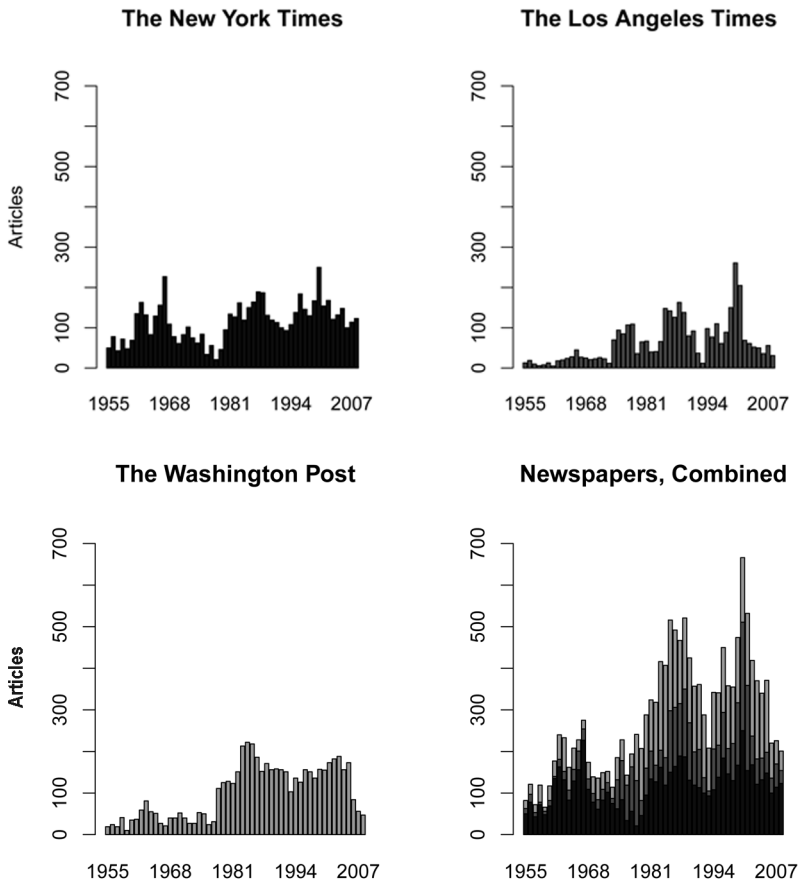 The New York Times
The Los Angeles Times
Articles
700
500
300
100
0
1955 1968 1981 1994 2007
700
500
300
100
0
1955 1968 1981 1994 2007
The Washington Post
Newspapers, Combined
Articles
700
500
300
100
0
1955 1968 1981 1994 2007
700
500
300
100
0
1955 1968 1981 1994 2007